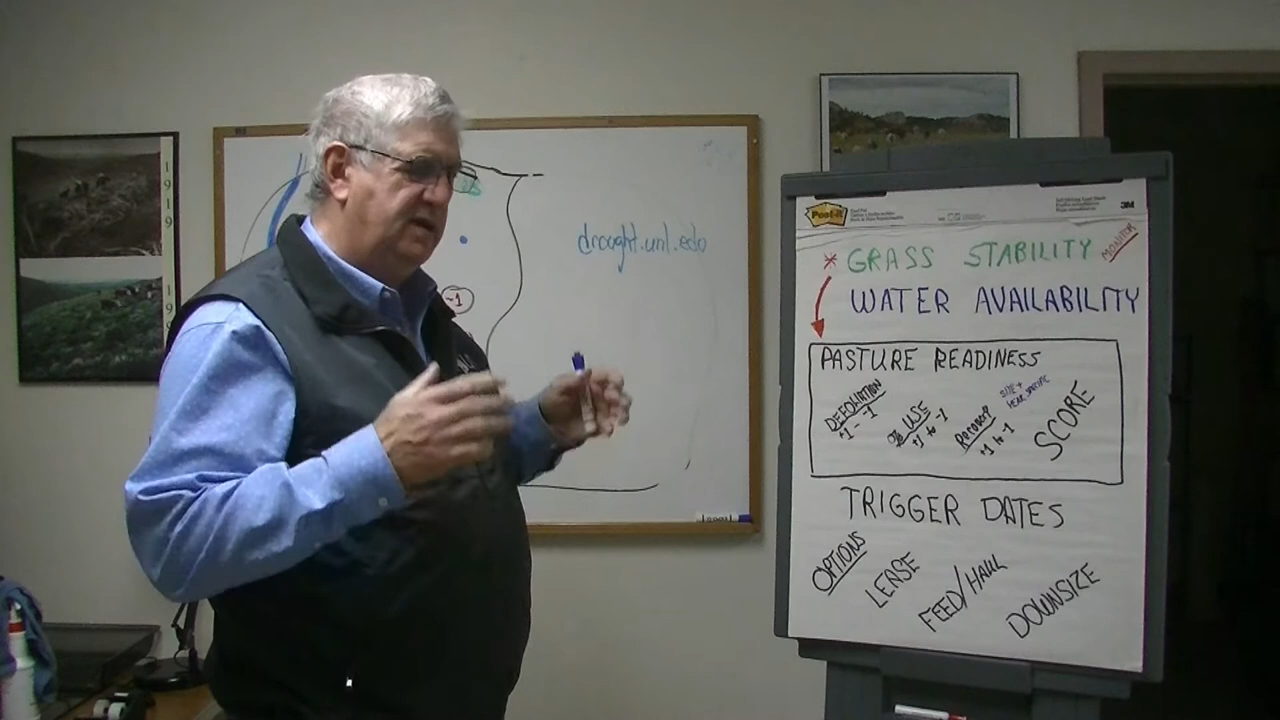 1919
drought.unl.edu
-1
Post-it
3M
* GRASS STABILITY MONITOR
WATER AVAILABILITY
PASTURE READINESS
DEFOLIATION
+1 - -1
% USE
+1 to -1
RECOVERY
+1 to -1
SITE +
YEAR SPECIFIC
SCORE
TRIGGER DATES
OPTIONS
LEASE
FEED/HAUL
DOWNSIZE